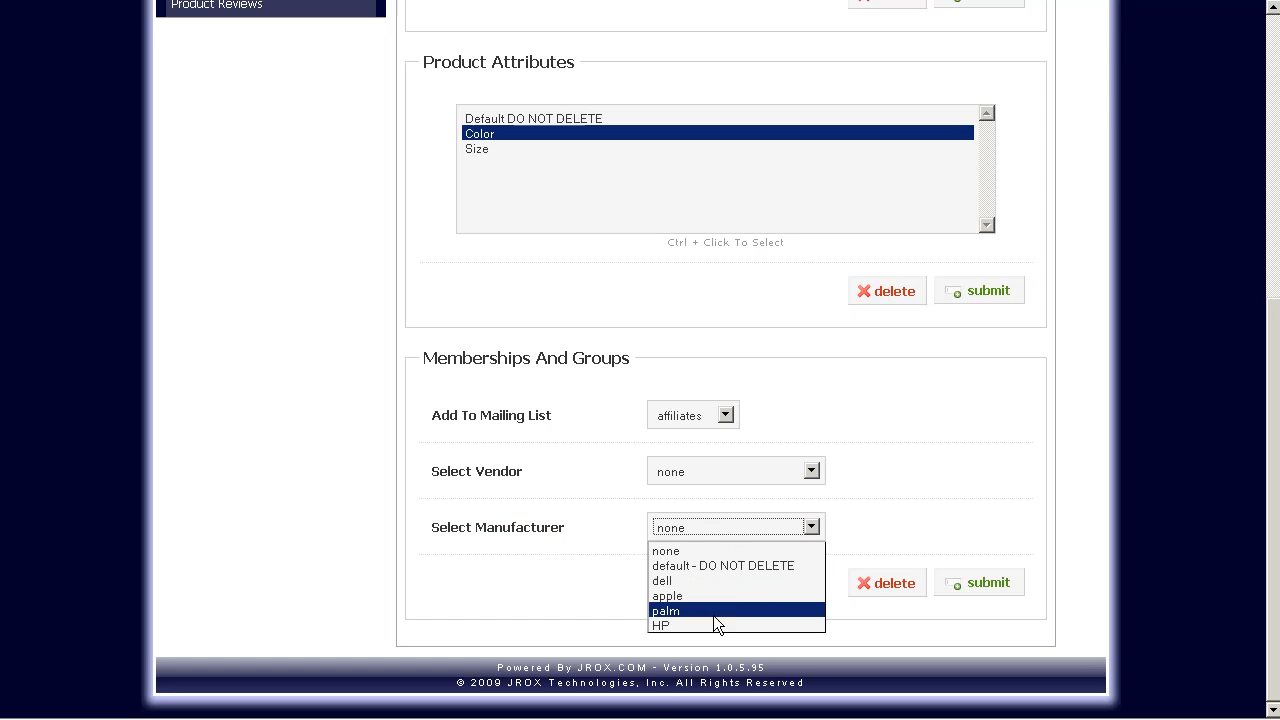 Product Reviews
Product Attributes
Default DO NOT DELETE
Color
Size
Ctrl + Click To Select
delete
submit
Memberships And Groups
Add To Mailing List
affiliates
Select Vendor
none
Select Manufacturer
none
none
default - DO NOT DELETE
dell
apple
palm
HP
delete
submit
Powered By JROX.COM - Version 1.0.5.95
© 2009 JROX Technologies, Inc. All Rights Reserved